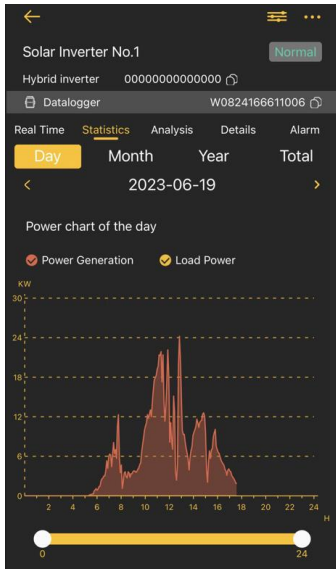 Solar Inverter No.1
Normal
Hybrid inverter 00000000000000
Datalogger W0824166611006
Real Time Statistics Analysis Details Alarm
Day Month Year Total
< 2023-06-19 >
Power chart of the day
Power Generation Load Power
KW
30
24
18
12
6
0
2 4 6 8 10 12 14 16 18 20 22 24
H
0 24